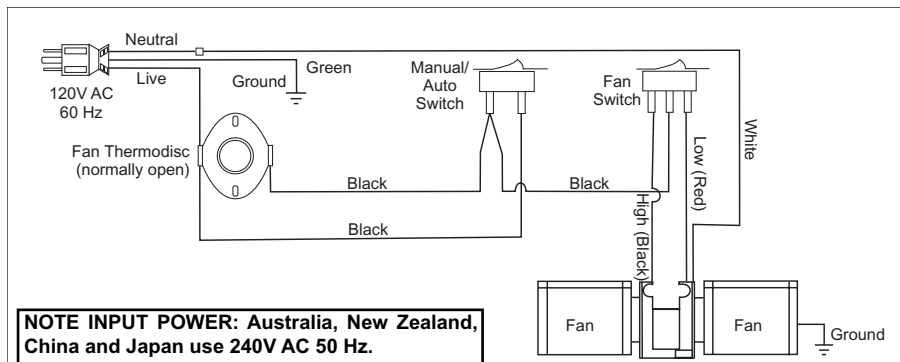 Neutral
Live
Ground
Green
120V AC
60 Hz
Manual/
Auto
Switch
Fan
Switch
Fan Thermodisc
(normally open)
Black
Black
Black
High (Black)
Low (Red)
White
Fan
Fan
Ground
NOTE INPUT POWER: Australia, New Zealand,
China and Japan use 240V AC 50 Hz.